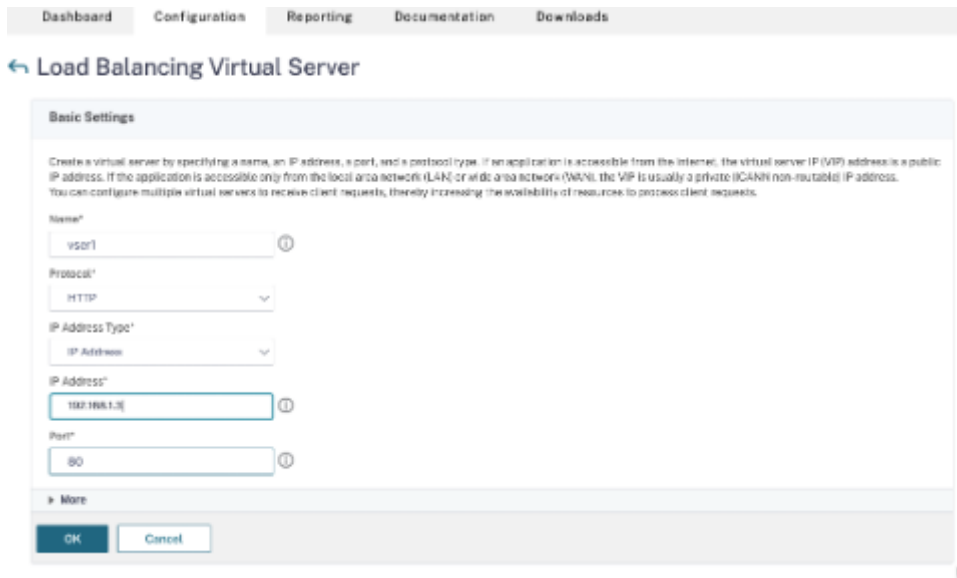 Dashboard Configuration Reporting Documentation Downloads
Load Balancing Virtual Server
Basic Settings
Create a virtual server by specifying a name, an IP address, a port, and a protocol type. If an application is accessible from the Internet, the virtual server IP (VIP) address is a public
IP address. If the application is accessible only from the local area network (LAN) or wide area network (WAN), the VIP is usually a private (ICANN non-routable) IP address.
You can configure multiple virtual servers to receive client requests, thereby increasing the availability of resources to process client requests.
Name*
vser1
Protocol*
HTTP
IP Address Type*
IP Address
IP Address*
192.168.1.3
Port*
80
More
OK Cancel